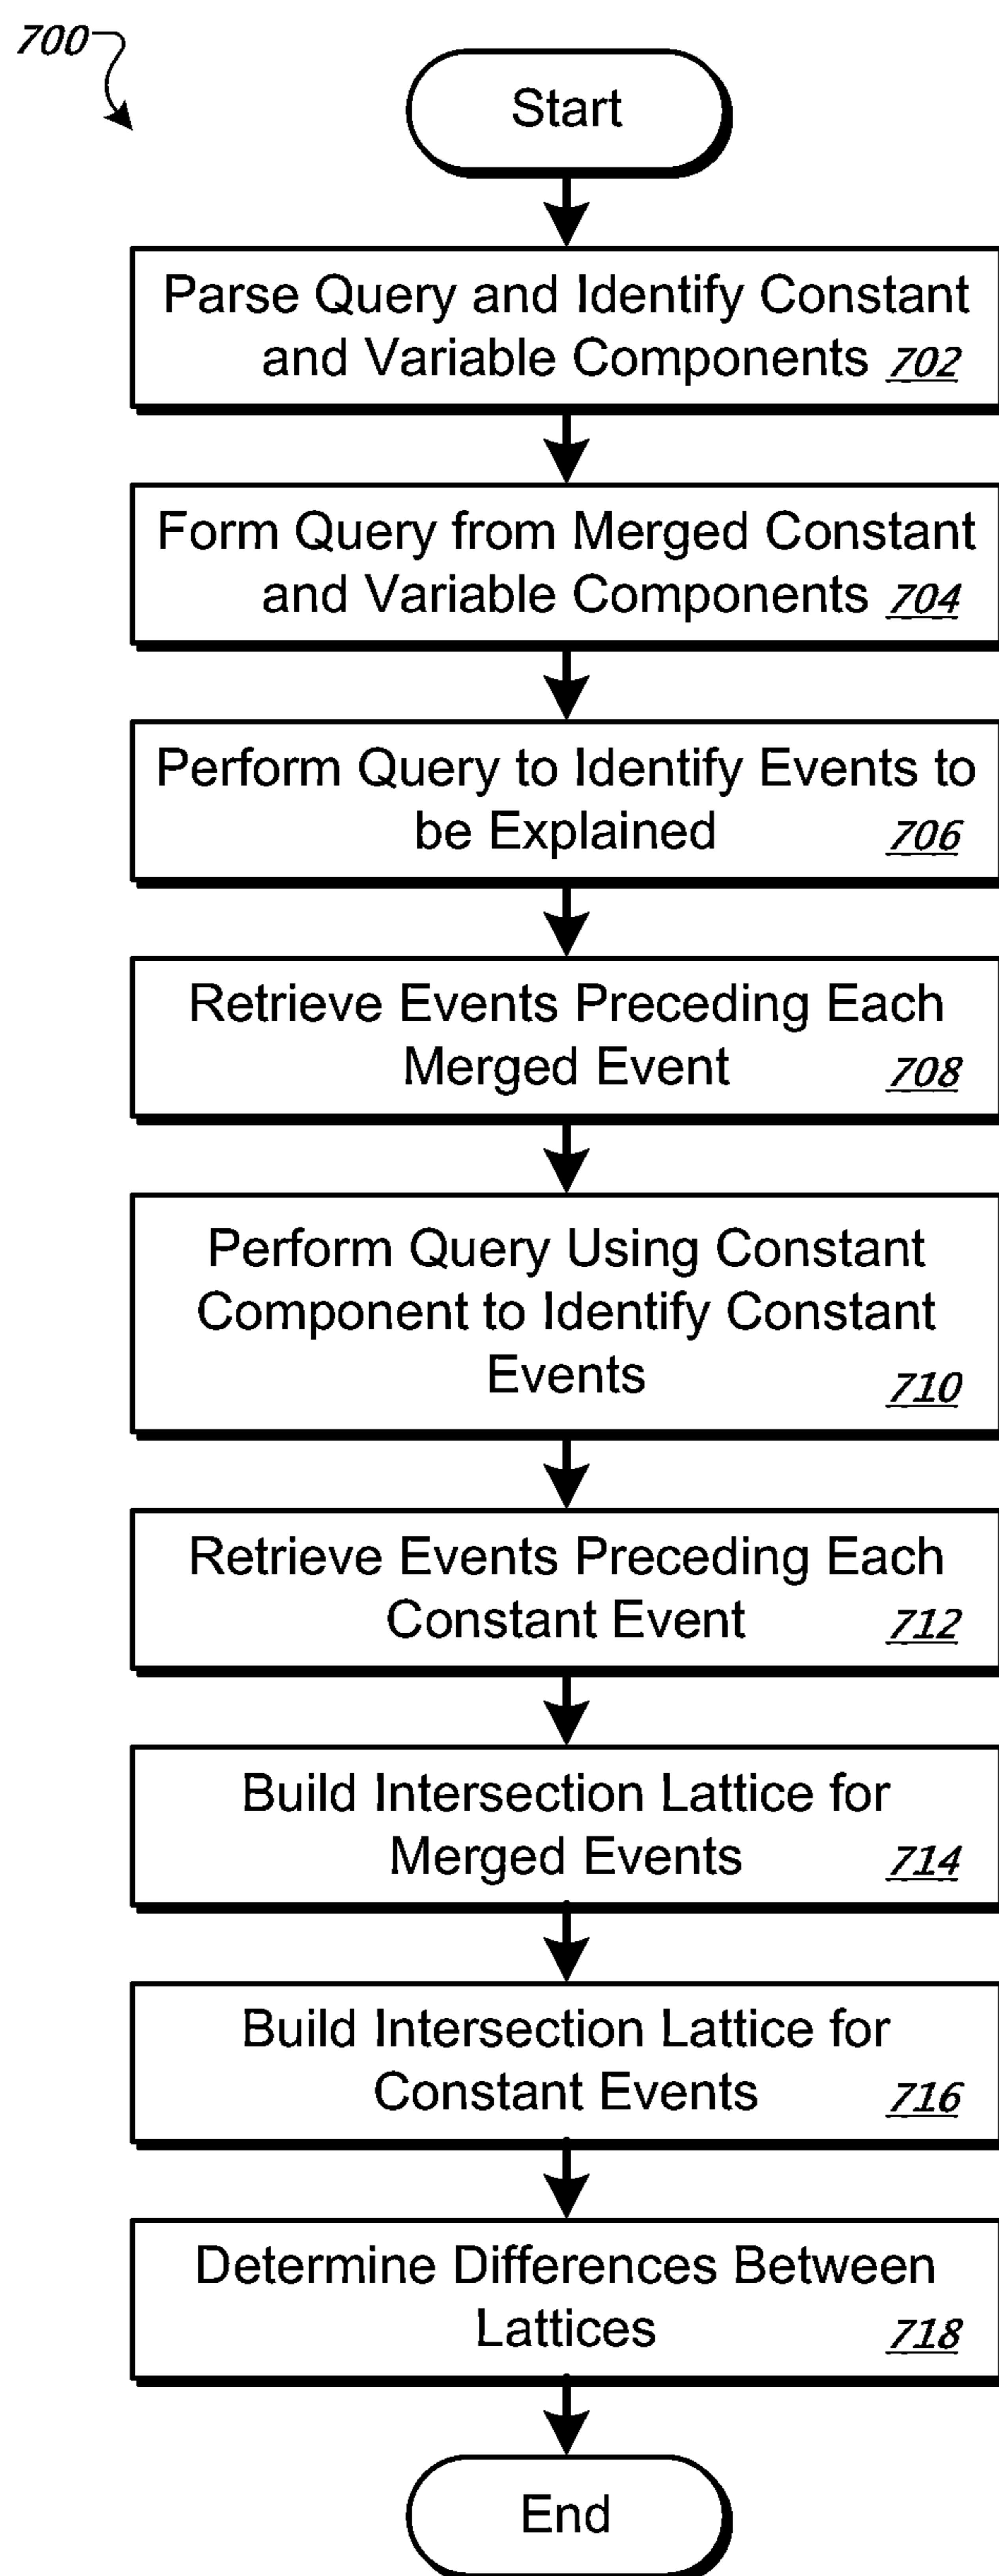 700
Start
Parse Query and Identify Constant
and Variable Components 702
Form Query from Merged Constant
and Variable Components 704
Perform Query to Identify Events to
be Explained 706
Retrieve Events Preceding Each
Merged Event 708
Perform Query Using Constant
Component to Identify Constant
Events 710
Retrieve Events Preceding Each
Constant Event 712
Build Intersection Lattice for
Merged Events 714
Build Intersection Lattice for
Constant Events 716
Determine Differences Between
Lattices 718
End